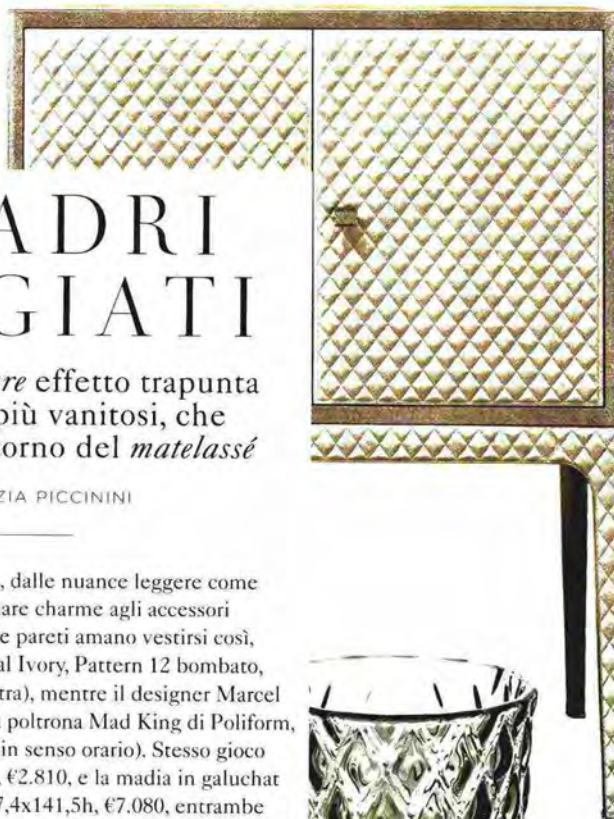 ADRI
GIATI
re effetto trapunta
più vanitosi, che
torno del matelassé
ZIA PICCININI
, dalle nuance leggere come
are charme agli accessori
e pareti amano vestirsi così,
al Ivory, Pattern 12 bombato,
tra), mentre il designer Marcel
poltrona Mad King di Poliform,
in senso orario). Stesso gioco
, €2.810, e la madia in galuchat
7,4x141,5h, €7.080, entrambe